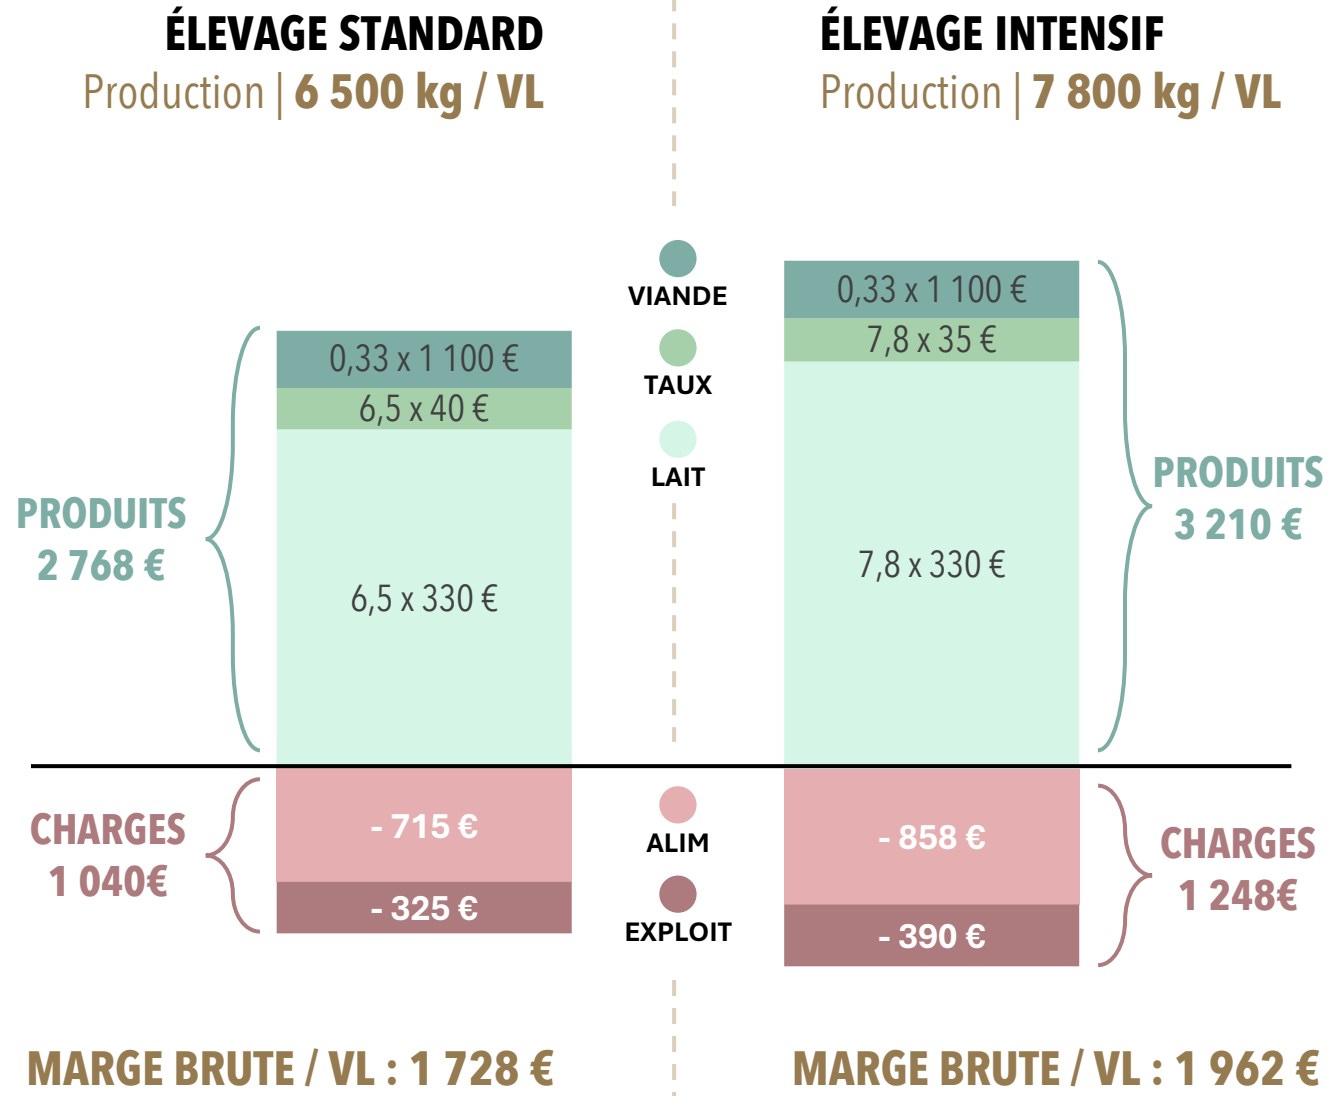 ÉLEVAGE STANDARD
Production | 6 500 kg / VL
ÉLEVAGE INTENSIF
Production | 7 800 kg / VL
VIANDE
TAUX
LAIT
0,33 x 1 100 €
6,5 x 40 €
6,5 x 330 €
PRODUITS
2 768 €
0,33 x 1 100 €
7,8 x 35 €
7,8 x 330 €
PRODUITS
3 210 €
CHARGES
1 040€
- 715 €
- 325 €
ALIM
EXPLOIT
- 858 €
- 390 €
CHARGES
1 248€
MARGE BRUTE / VL : 1 728 €
MARGE BRUTE / VL : 1 962 €